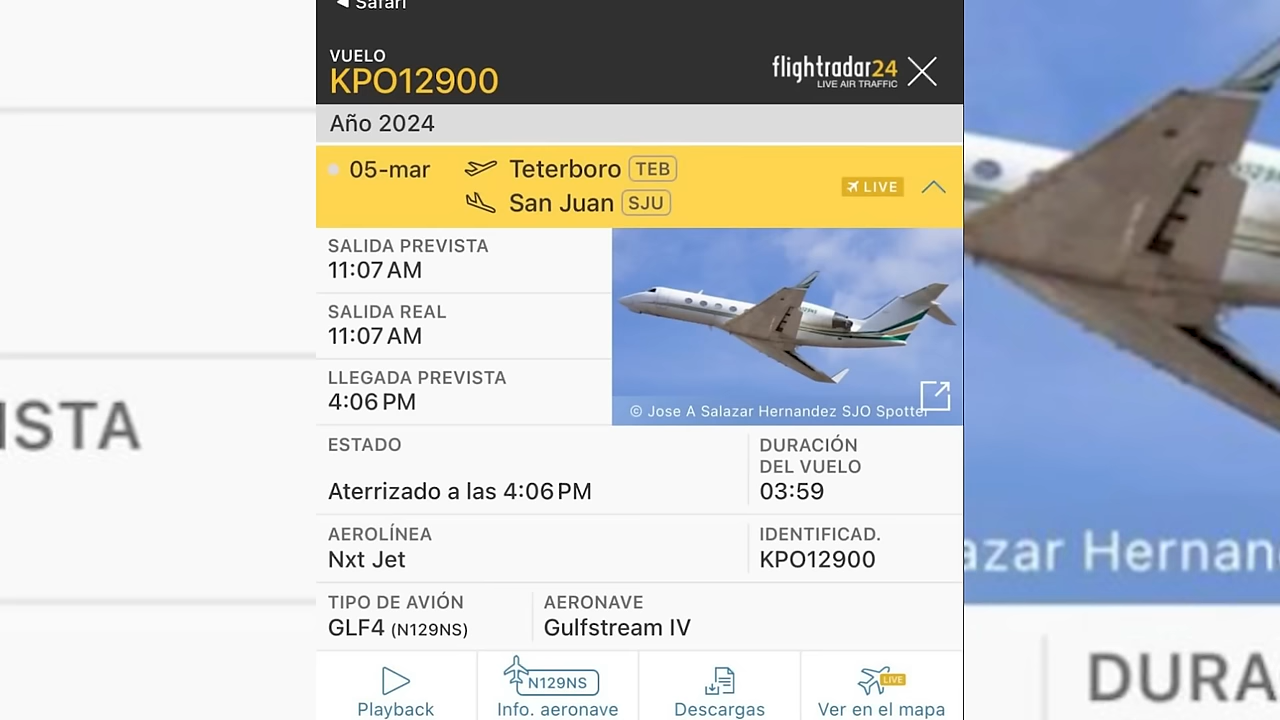 ◀ Safari
VUELO
KPO12900
flightradar24
LIVE AIR TRAFFIC
Año 2024
05-mar
Teterboro TEB
San Juan SJU
LIVE
SALIDA PREVISTA
11:07 AM
SALIDA REAL
11:07 AM
LLEGADA PREVISTA
4:06 PM
© Jose A Salazar Hernandez SJO Spotter
ESTADO
Aterrizado a las 4:06 PM
DURACIÓN
DEL VUELO
03:59
AEROLÍNEA
Nxt Jet
IDENTIFICAD.
KPO12900
TIPO DE AVIÓN
GLF4 (N129NS)
AERONAVE
Gulfstream IV
Playback
N129NS
Info. aeronave
Descargas
LIVE
Ver en el mapa
ISTA
azar Hernan
DURA